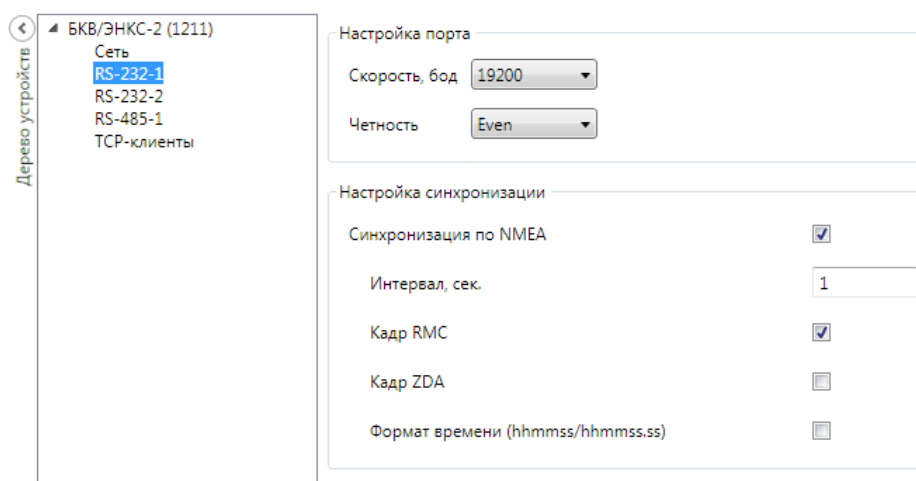 БКВ/ЭНКС-2 (1211)
Сеть
RS-232-1
RS-232-2
RS-485-1
TCP-клиенты
Дерево устройств
Настройка порта
Скорость, бод 19200
Четность Even
Настройка синхронизации
Синхронизация по NMEA
Интервал, сек. 1
Кадр RMC
Кадр ZDA
Формат времени (hhmmss/hhmmss.ss)